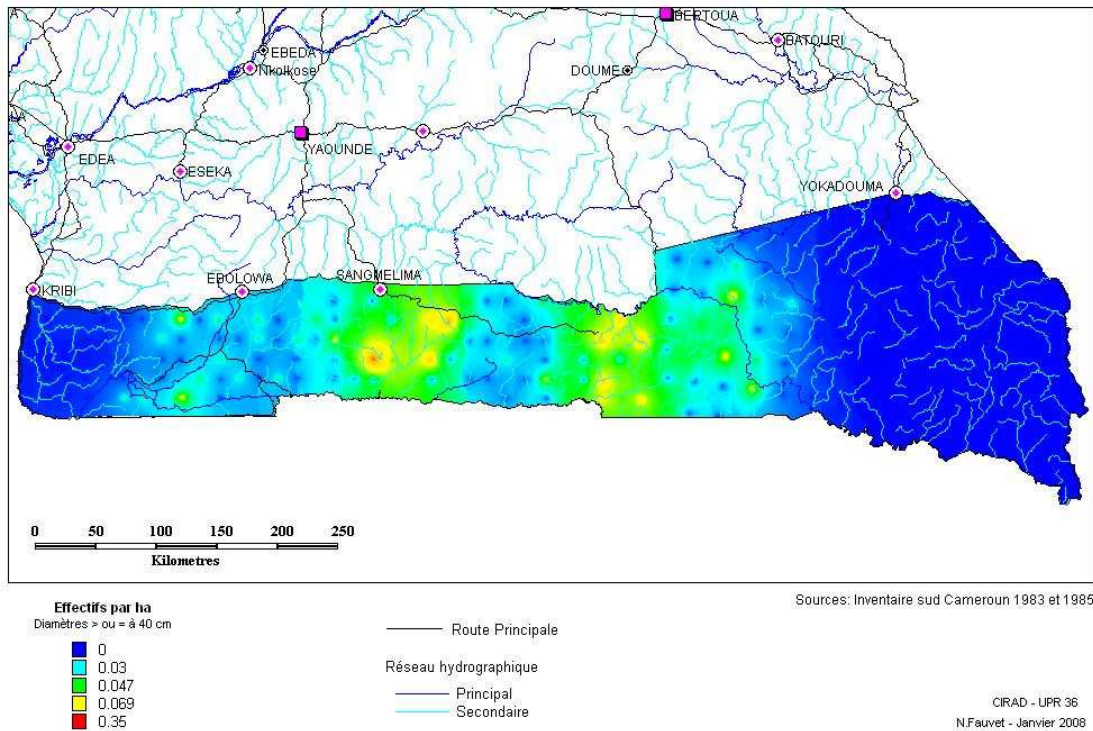 BERTOUA
BATOURI
EBEDA
Nkolkose
DOUME
EDEA
YAOUNDE
ESEKA
YOKADOUMA
KRIBI
EBOLOWA
SANGMELIMA
0 50 100 150 200 250
Kilometres
Sources: Inventaire sud Cameroun 1983 et 1985
Effectifs par ha
Diamètres > ou = à 40 cm
0
0.03
0.047
0.069
0.35
Route Principale
Réseau hydrographique
Principal
Secondaire
CIRAD - UPR 36
N.Fauvet - Janvier 2008